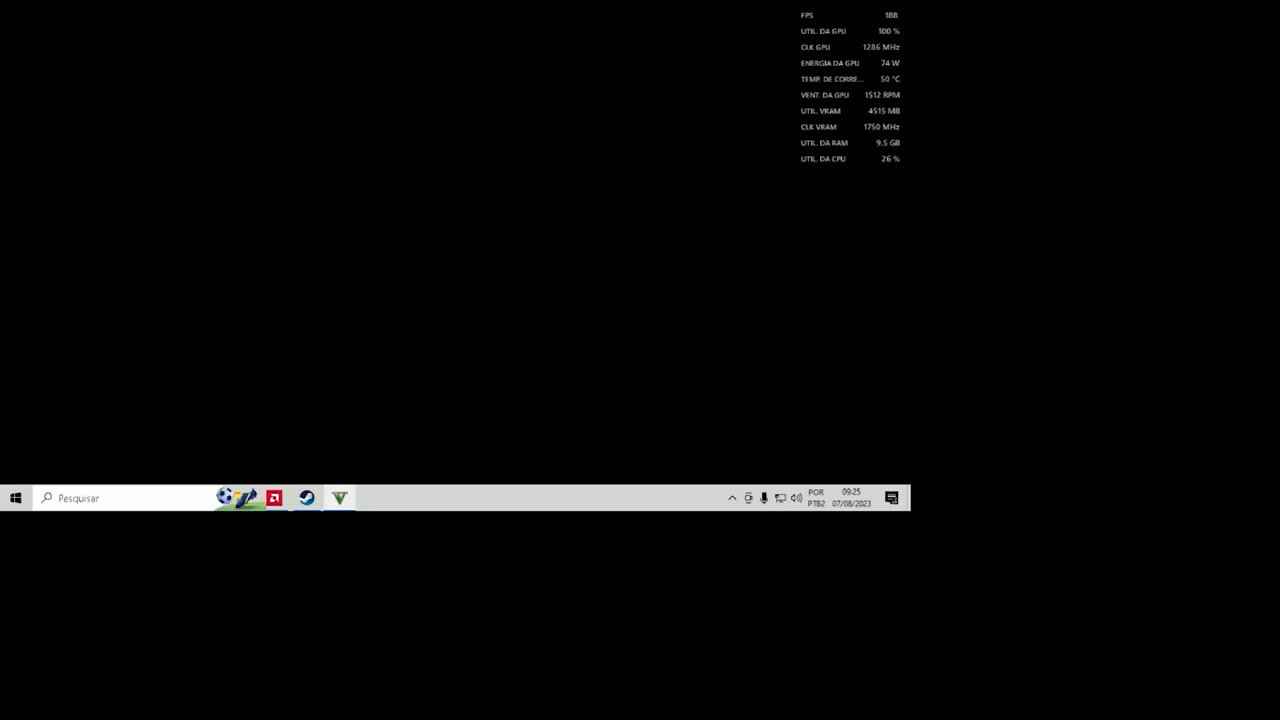 FPS 188
UTIL. DA GPU 100 %
CLK GPU 1286 MHz
ENERGIA DA GPU 74 W
TEMP. DE CORRE... 50 °C
VENT. DA GPU 1512 RPM
UTIL. VRAM 4515 MB
CLK VRAM 1750 MHz
UTIL. DA RAM 9.5 GB
UTIL. DA CPU 26 %
Pesquisar
POR 09:25
PTB2 07/08/2023